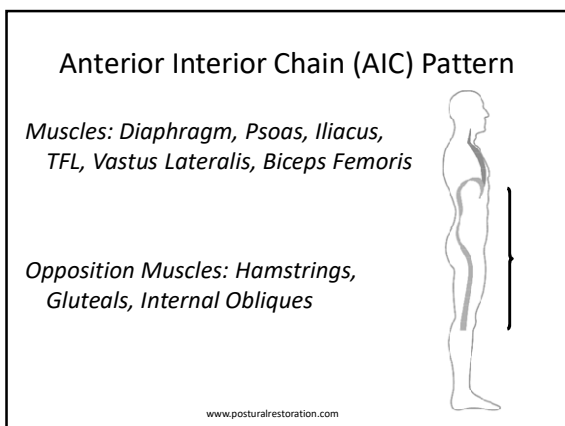 Anterior Interior Chain (AIC) Pattern
Muscles: Diaphragm, Psoas, Iliacus,
TFL, Vastus Lateralis, Biceps Femoris
Opposition Muscles: Hamstrings,
Gluteals, Internal Obliques
www.posturalrestoration.com